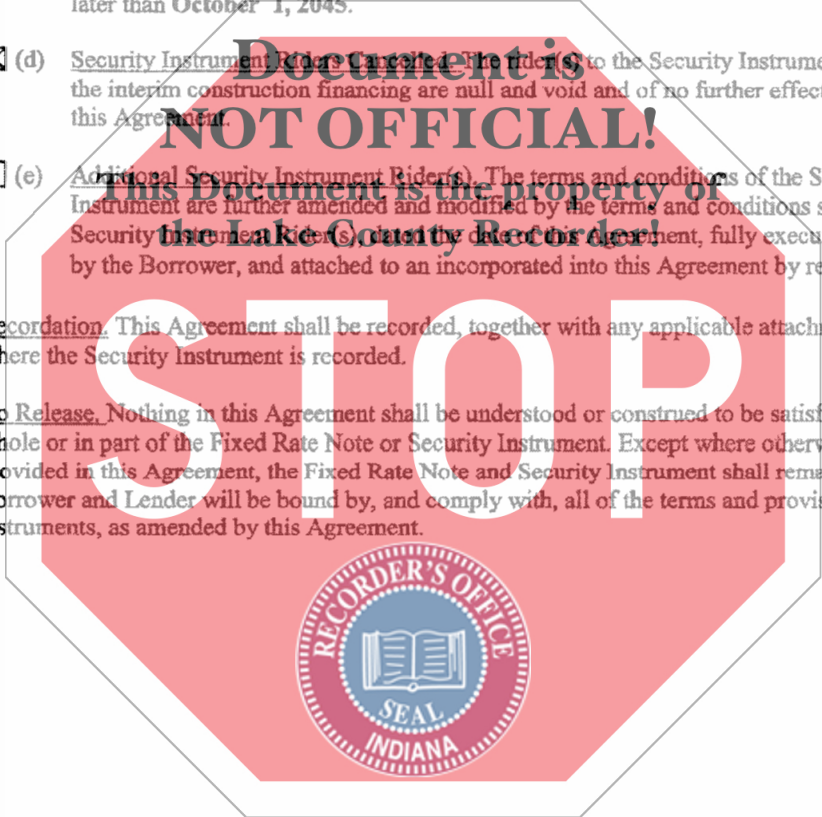 later than October 1, 2045.
(d) Security Instrument Riders Cancelled. The rider(s) to the Security Instrume
the interim construction financing are null and void and of no further effect
this Agreement.
(e) Additional Security Instrument Rider(s). The terms and conditions of the S
Instrument are further amended and modified by the terms and conditions s
Security Instrument Rider(s), dated the date of this Agreement, fully execu
by the Borrower, and attached to an incorporated into this Agreement by re
ecordation. This Agreement shall be recorded, together with any applicable attach
here the Security Instrument is recorded.
o Release. Nothing in this Agreement shall be understood or construed to be satisf
hole or in part of the Fixed Rate Note or Security Instrument. Except where otherw
ovided in this Agreement, the Fixed Rate Note and Security Instrument shall rema
orrower and Lender will be bound by, and comply with, all of the terms and provis
struments, as amended by this Agreement.
Document is
NOT OFFICIAL!
This Document is the property of
the Lake County Recorder!
STOP
RECORDER'S OFFICE
SEAL
INDIANA